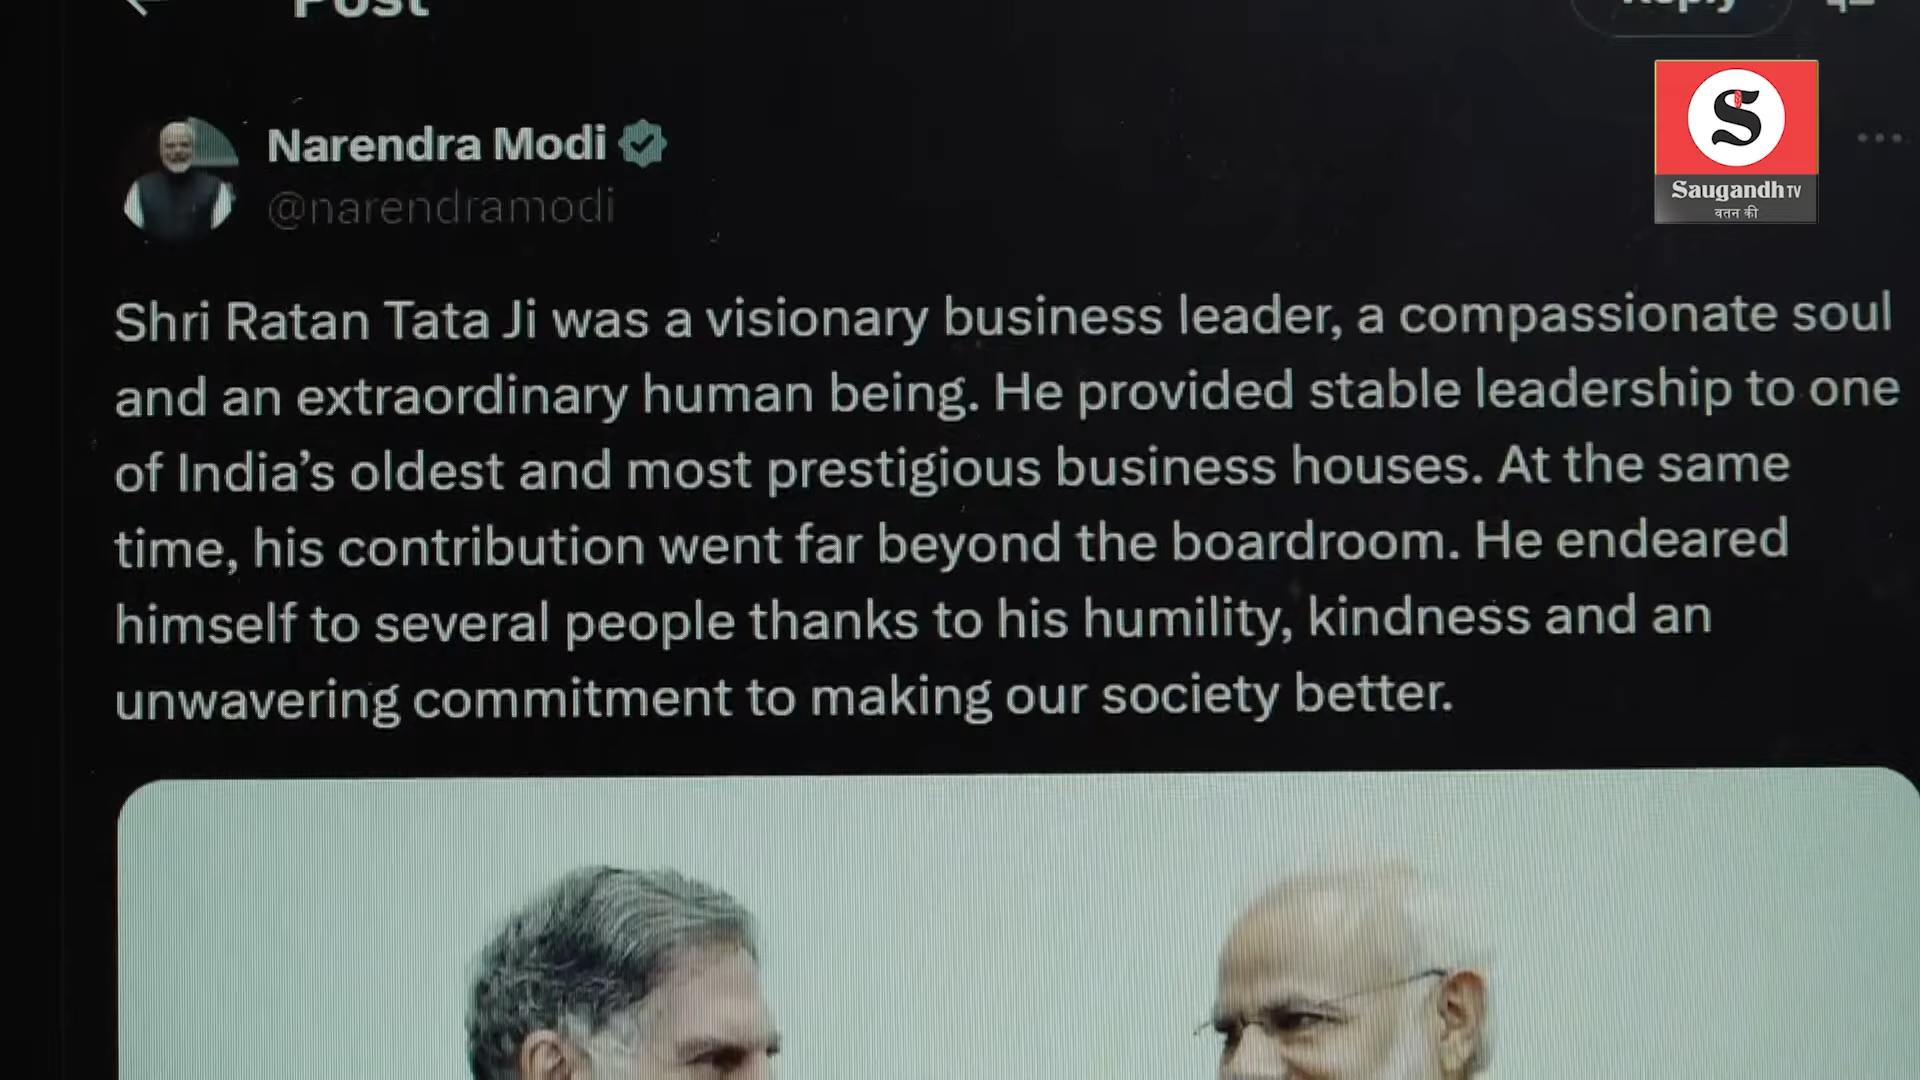 Post
Reply
Narendra Modi
@narendramodi
S
Saugandh TV
वतन की
Shri Ratan Tata Ji was a visionary business leader, a compassionate soul
and an extraordinary human being. He provided stable leadership to one
of India’s oldest and most prestigious business houses. At the same
time, his contribution went far beyond the boardroom. He endeared
himself to several people thanks to his humility, kindness and an
unwavering commitment to making our society better.